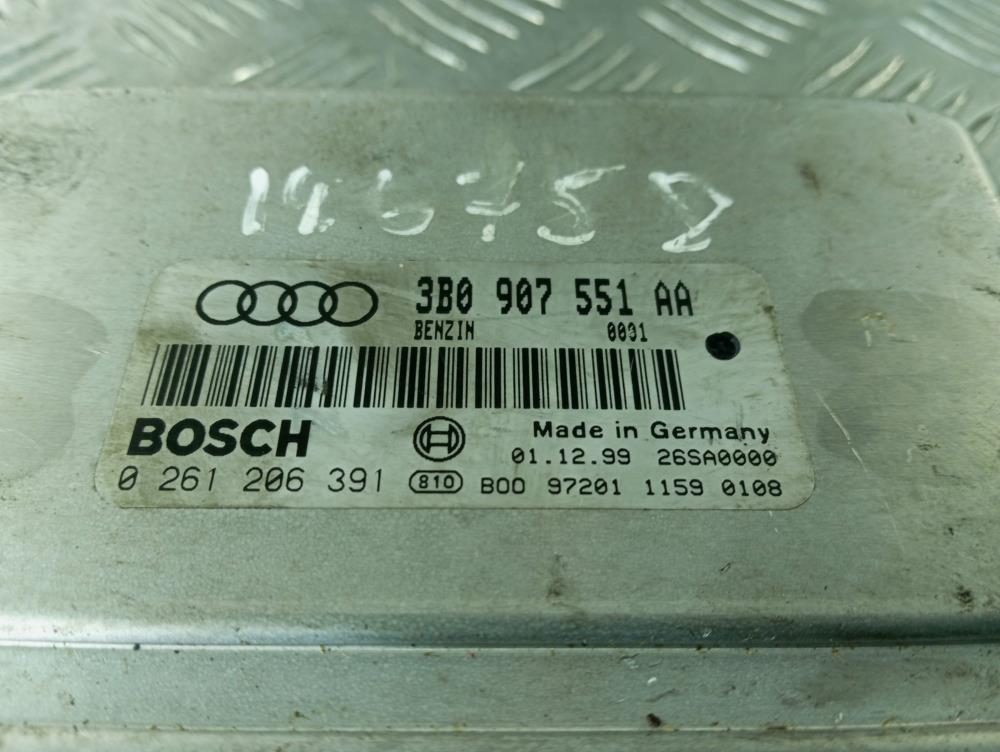 3B0 907 551 AA
BENZIN 0001
BOSCH
Made in Germany
01.12.99 26SA0000
0 261 206 391 810 B00 97201 1159 0108